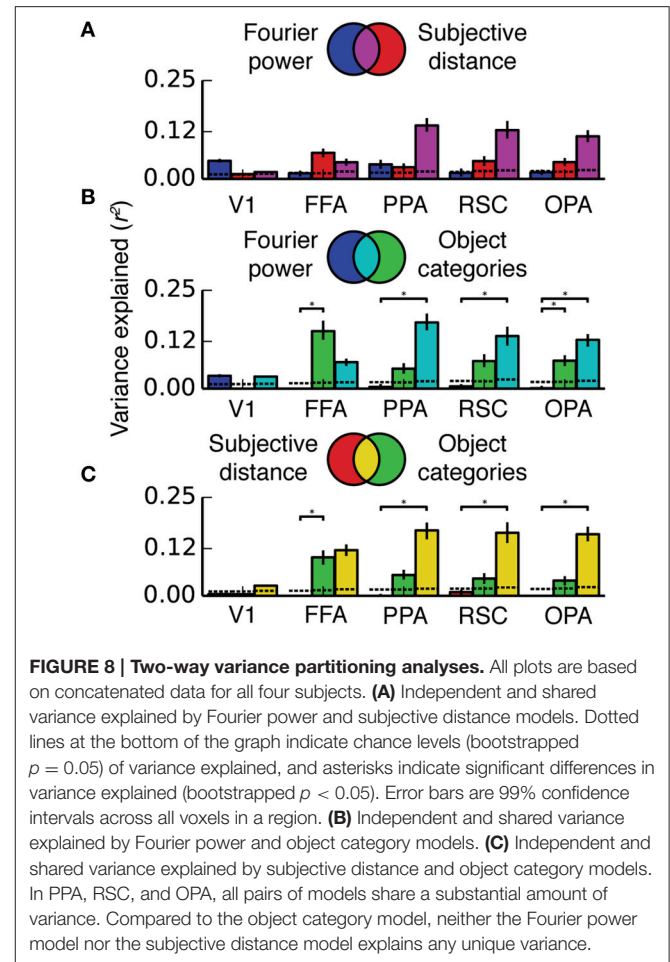 A
Fourier power
Subjective distance
0.25
0.12
0.00
V1 FFA PPA RSC OPA
B
Fourier power
Object categories
Variance explained (r²)
0.25
* * * * *
0.12
0.00
V1 FFA PPA RSC OPA
Subjective distance
Object categories
C
0.25
* * * *
0.12
0.00
V1 FFA PPA RSC OPA
FIGURE 8 | Two-way variance partitioning analyses. All plots are based
on concatenated data for all four subjects. (A) Independent and shared
variance explained by Fourier power and subjective distance models. Dotted
lines at the bottom of the graph indicate chance levels (bootstrapped
p = 0.05) of variance explained, and asterisks indicate significant differences in
variance explained (bootstrapped p < 0.05). Error bars are 99% confidence
intervals across all voxels in a region. (B) Independent and shared variance
explained by Fourier power and object category models. (C) Independent and
shared variance explained by subjective distance and object category models.
In PPA, RSC, and OPA, all pairs of models share a substantial amount of
variance. Compared to the object category model, neither the Fourier power
model nor the subjective distance model explains any unique variance.